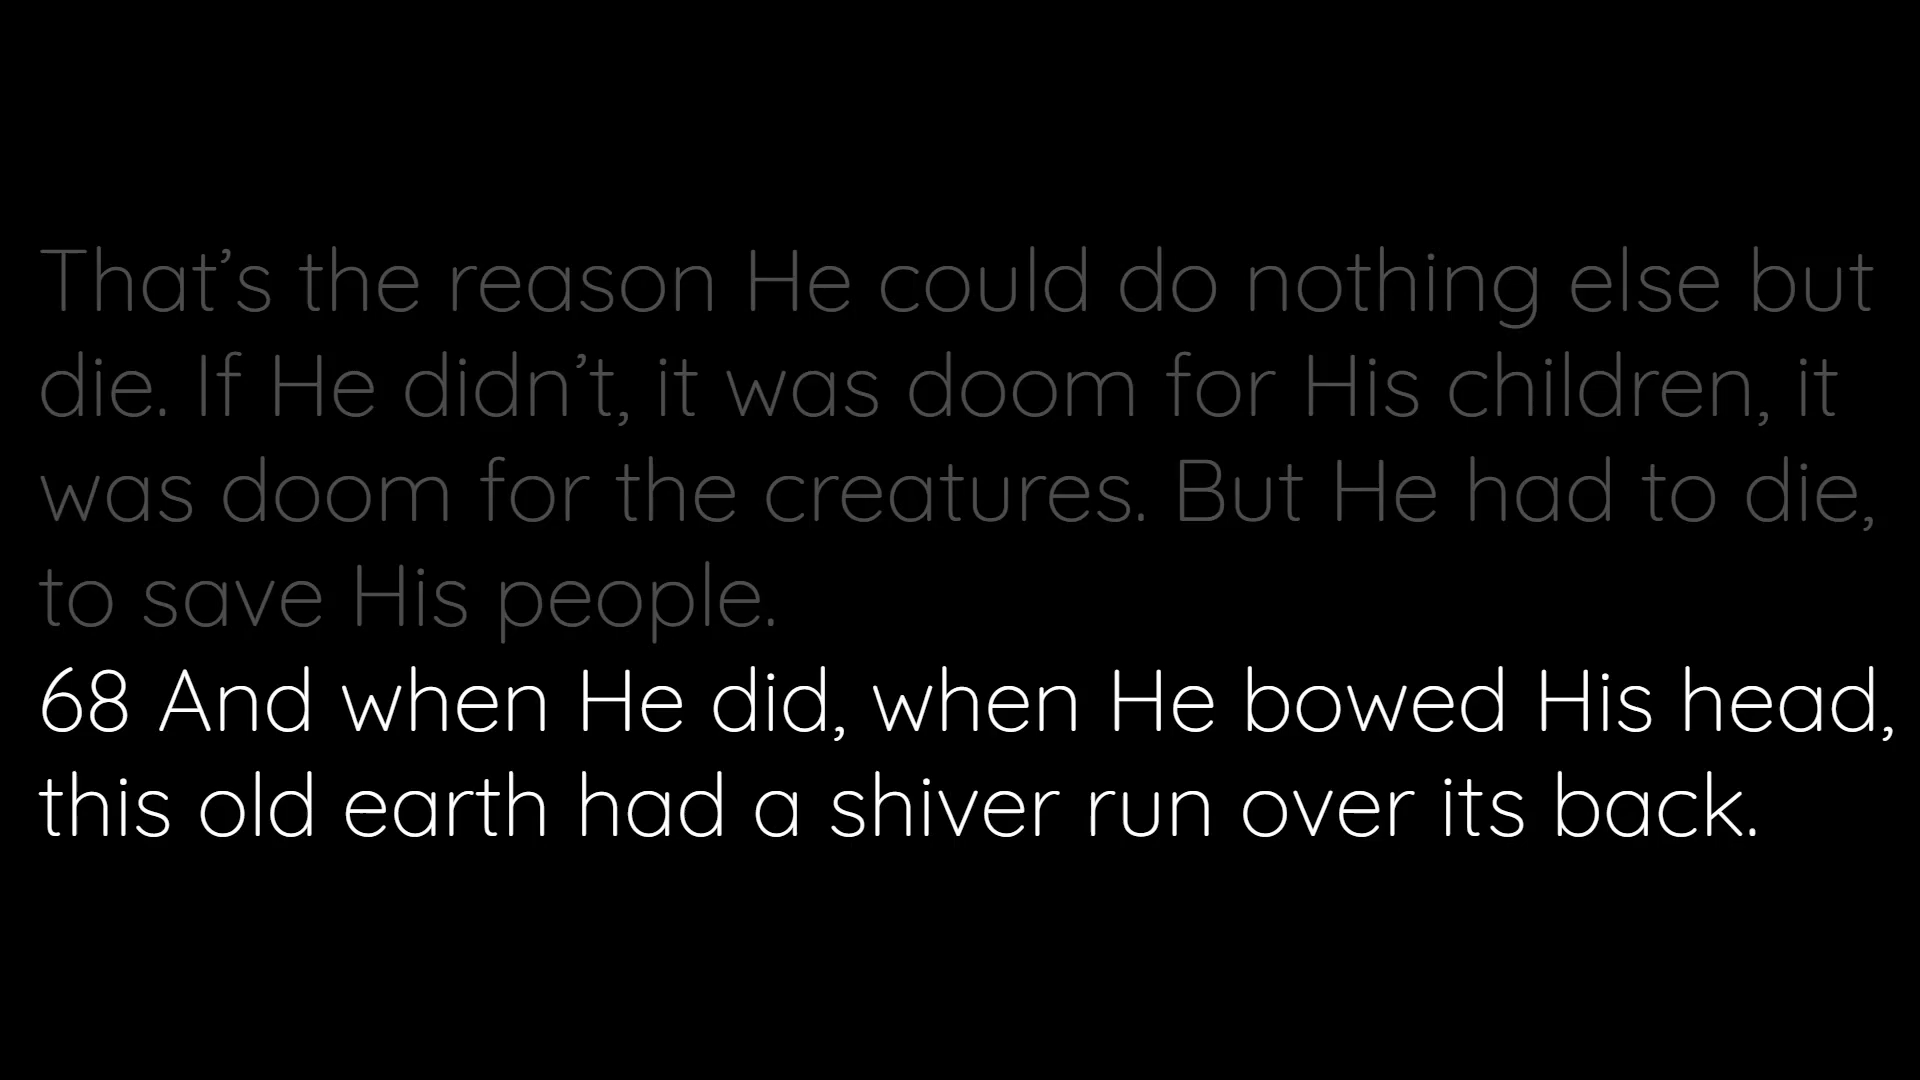 That’s the reason He could do nothing else but
die. If He didn’t, it was doom for His children, it
was doom for the creatures. But He had to die,
to save His people.
68 And when He did, when He bowed His head,
this old earth had a shiver run over its back.